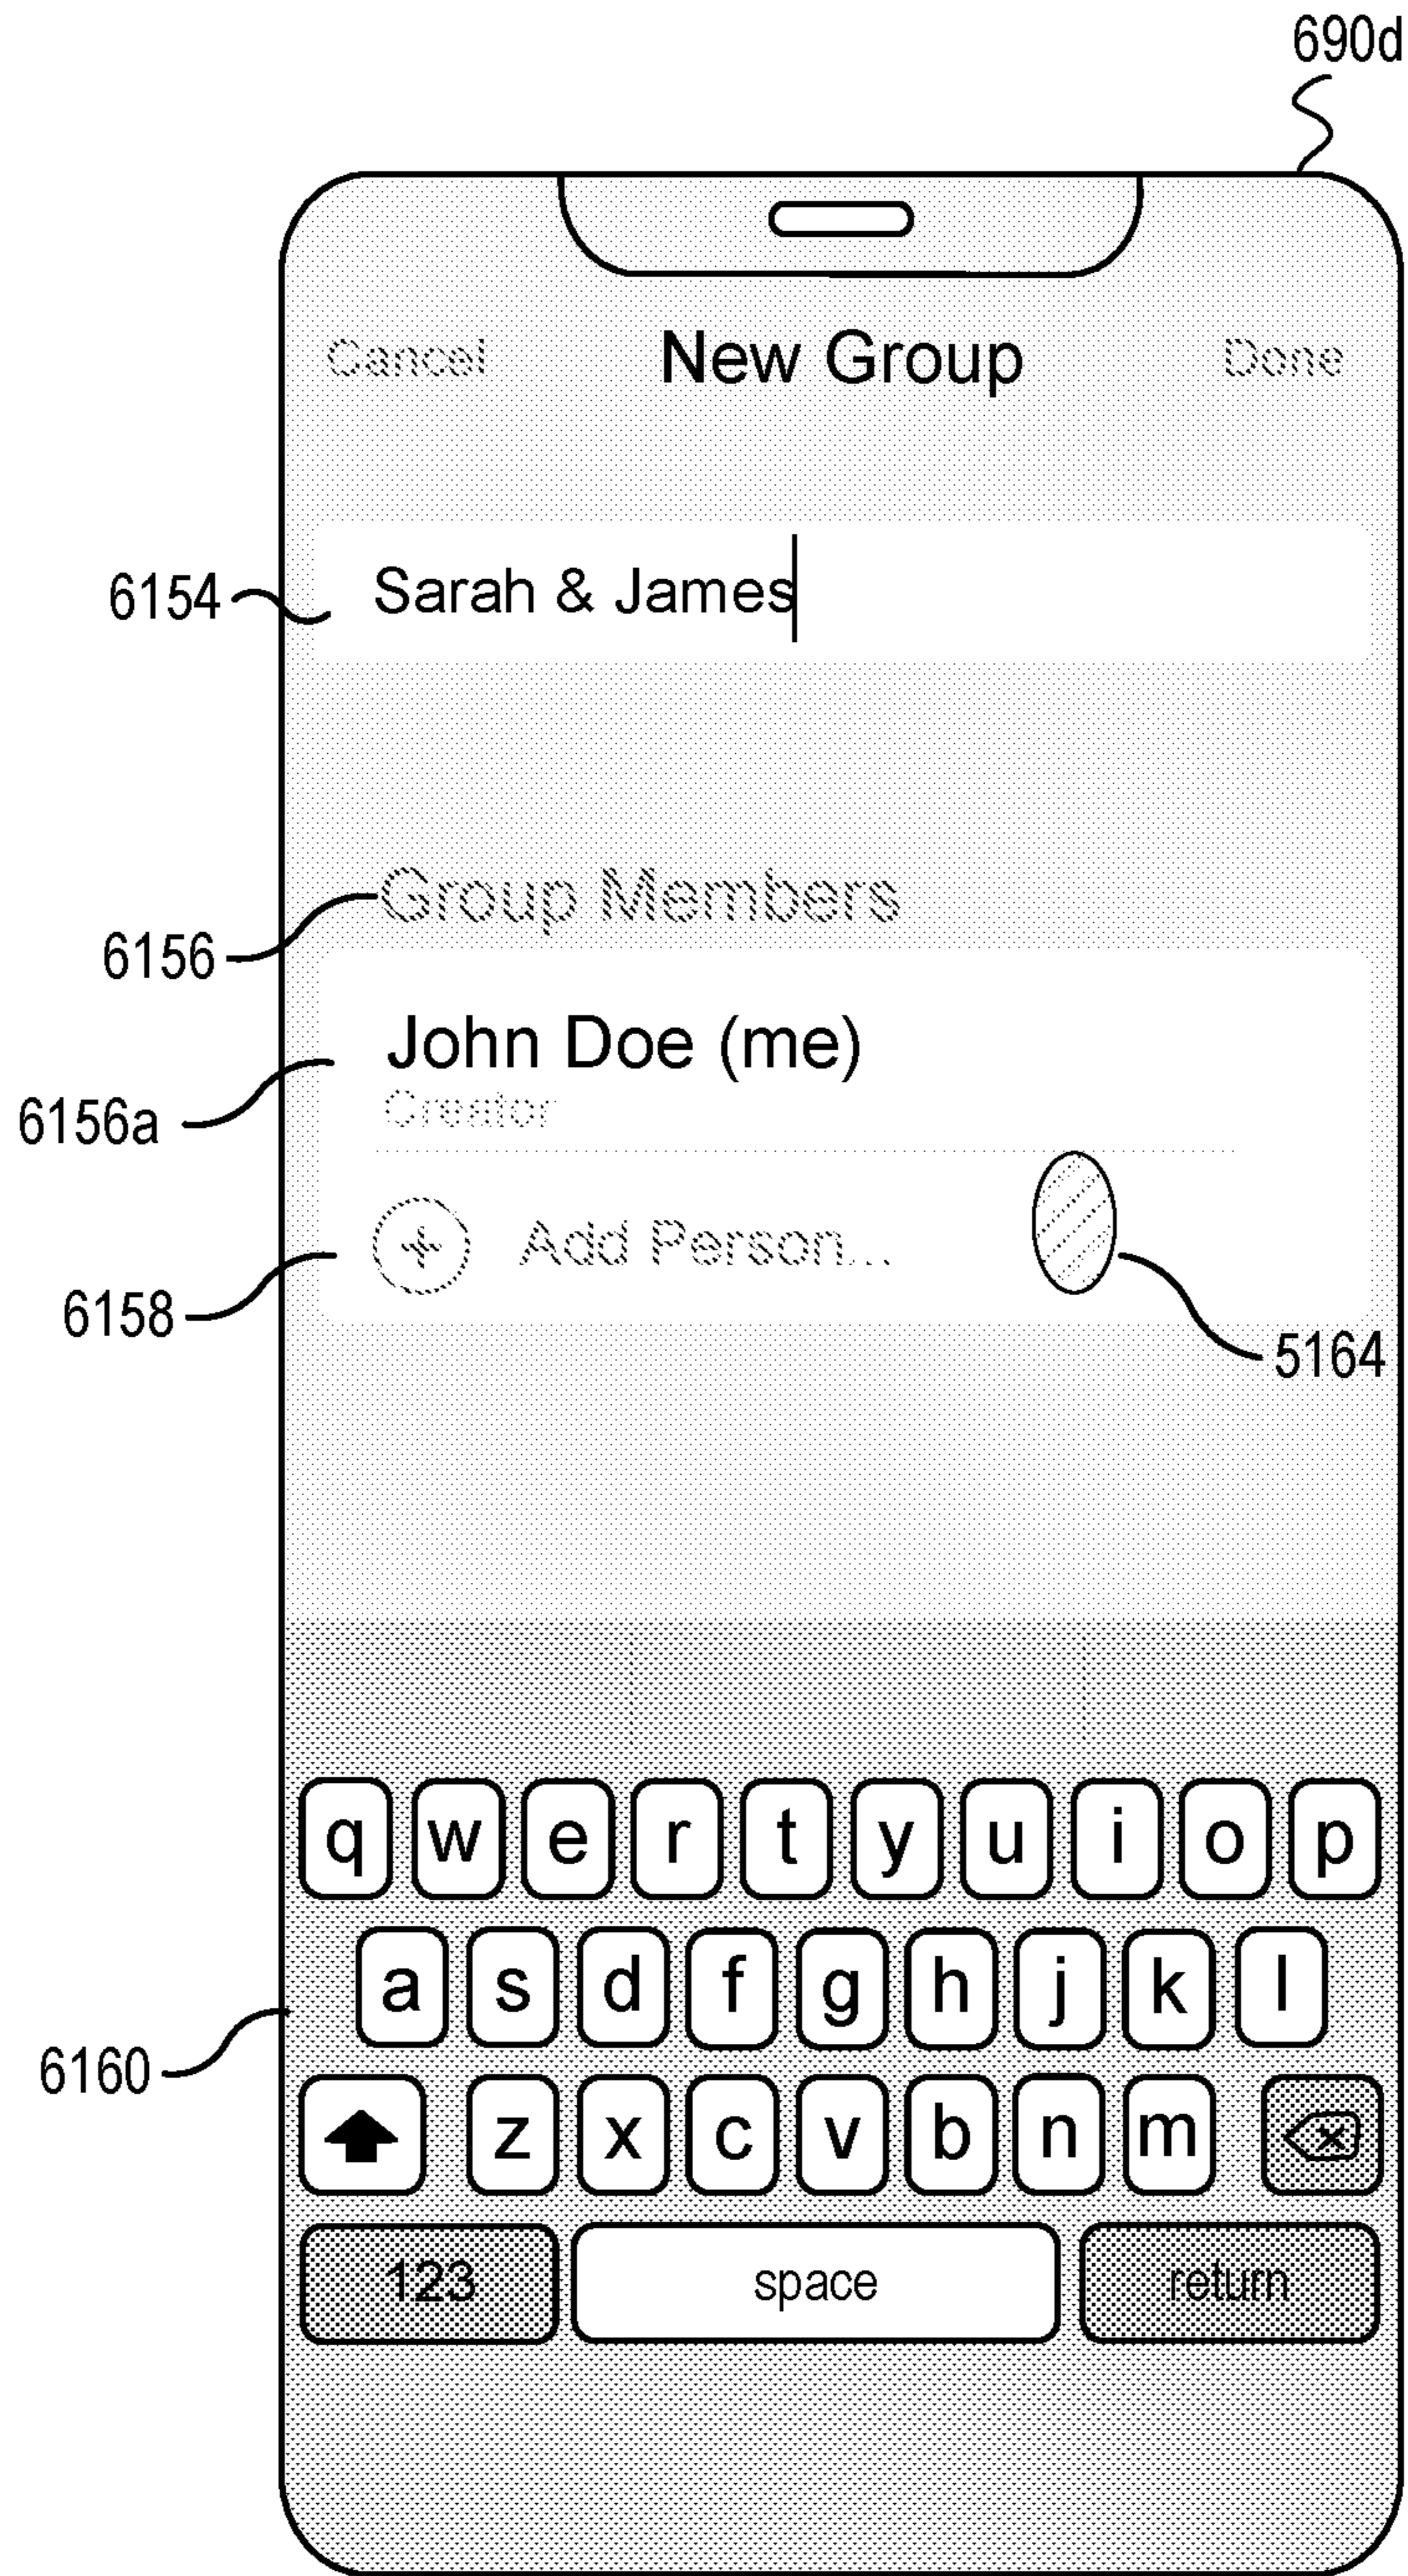 690d
Cancel New Group Done
6154 Sarah & James
6156 Group Members
6156a John Doe (me)
Creator
6158 + Add Person...
5164
q w e r t y u i o p
a s d f g h j k l
6160
z x c v b n m
123 space return